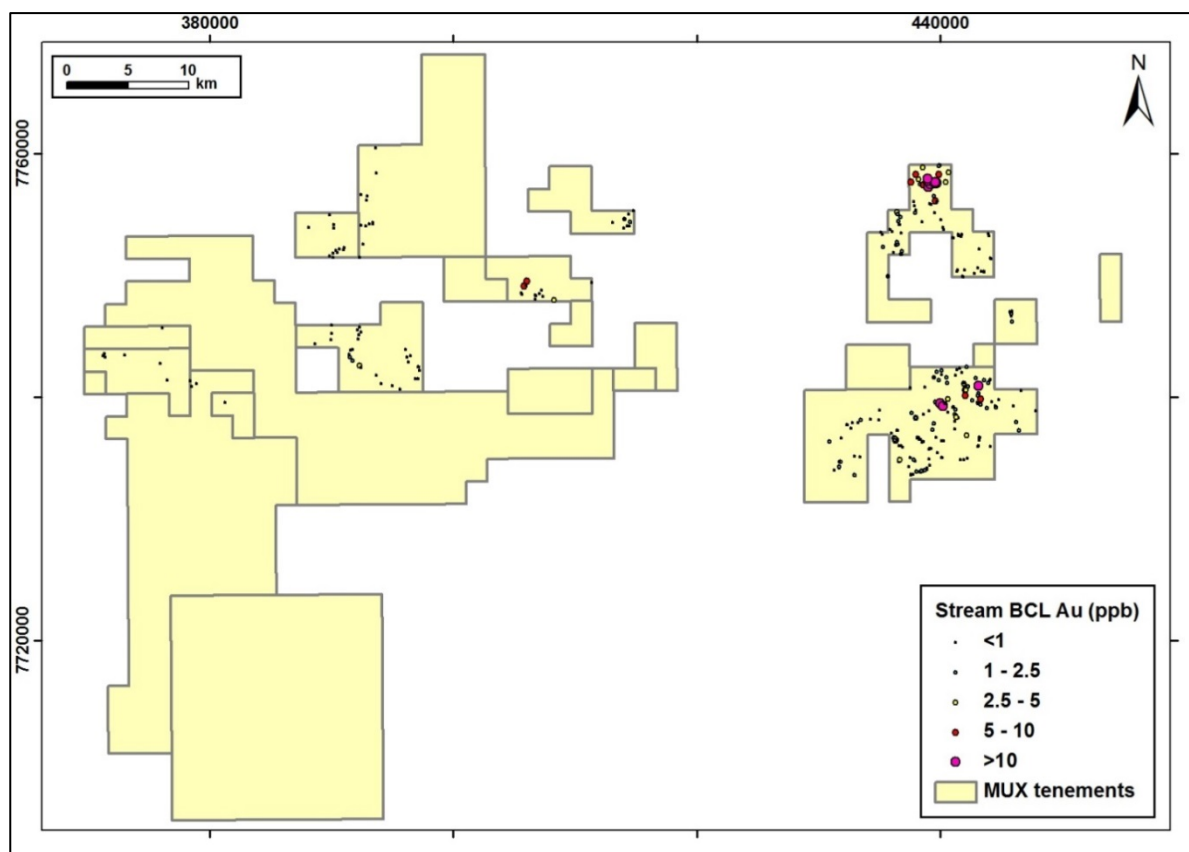 380000
440000
0 5 10
km
N
7760000
7720000
Stream BCL Au (ppb)
<1
1 - 2.5
2.5 - 5
5 - 10
>10
MUX tenements